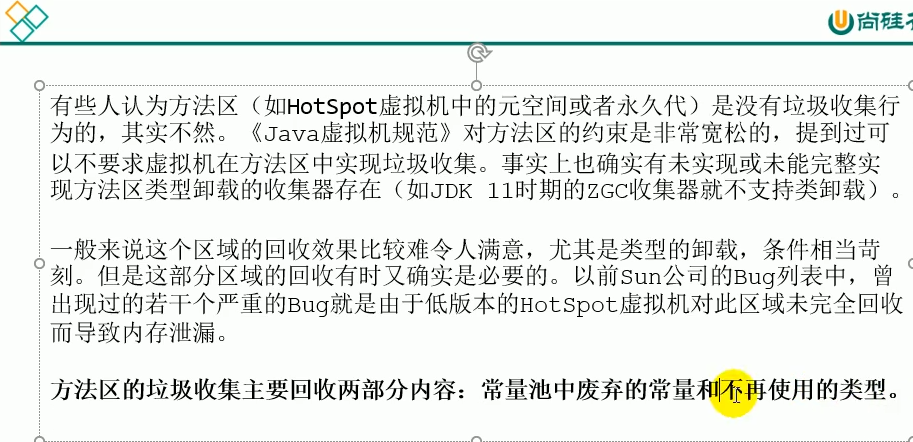 尚硅
有些人认为方法区（如HotSpot虚拟机中的元空间或者永久代）是没有垃圾收集行
为的，其实不然。《Java虚拟机规范》对方法区的约束是非常宽松的，提到过可
以不要求虚拟机在方法区中实现垃圾收集。事实上也确实有未实现或未能完整实
现方法区类型卸载的收集器存在（如JDK 11时期的ZGC收集器就不支持类卸载）。
一般来说这个区域的回收效果比较难令人满意，尤其是类型的卸载，条件相当苛
刻。但是这部分区域的回收有时又确实是必要的。以前Sun公司的Bug列表中，曾
出现过的若干个严重的Bug就是由于低版本的HotSpot虚拟机对此区域未完全回收
而导致内存泄漏。
方法区的垃圾收集主要回收两部分内容：常量池中废弃的常量和不再使用的类型。